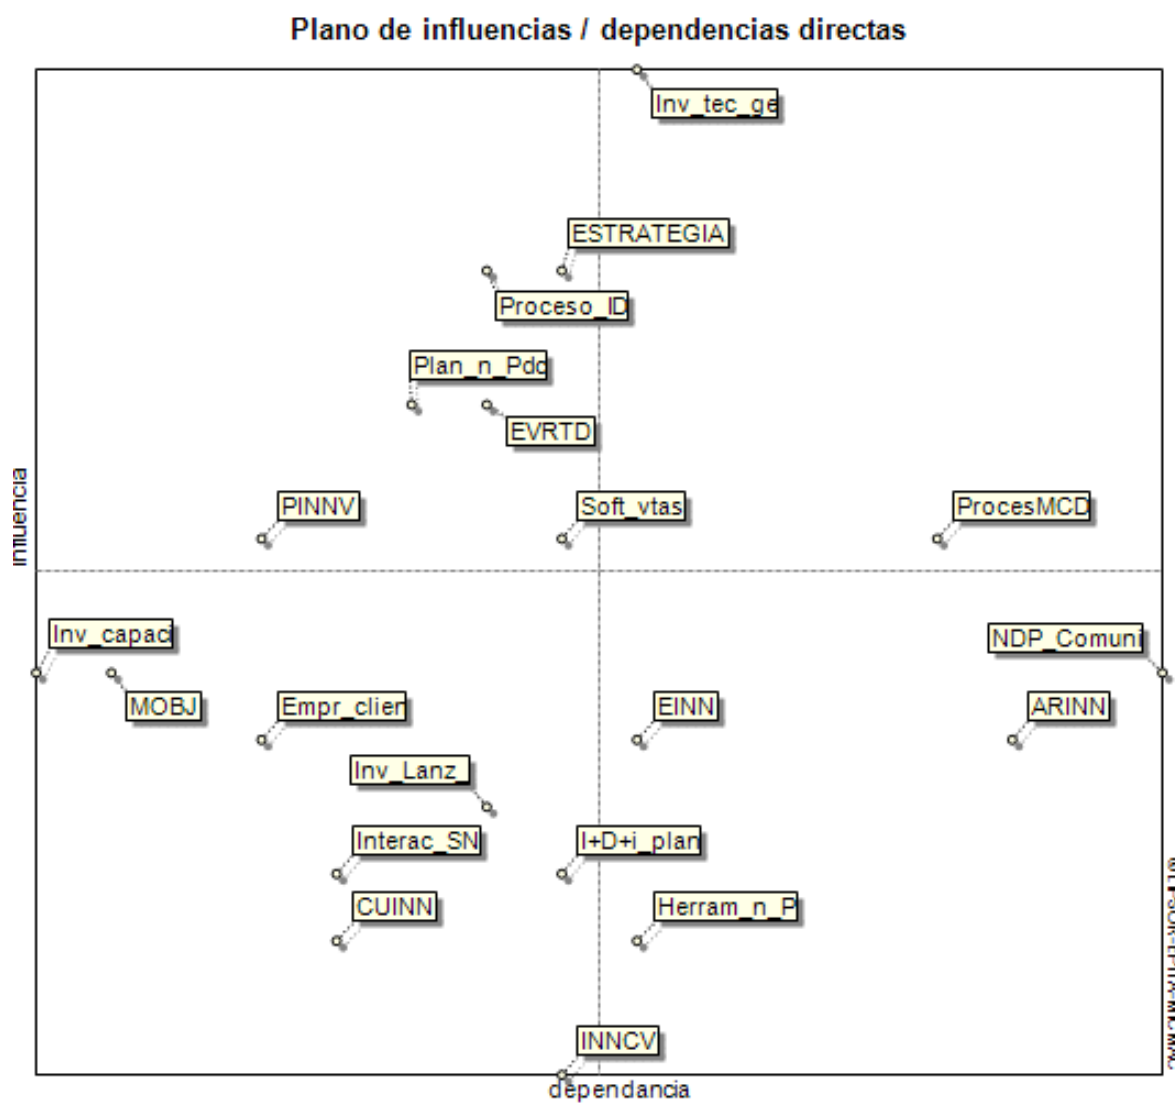 Plano de influencias / dependencias directas
Inv_tec_ge
ESTRATEGIA
Proceso_ID
Plan_n_Pdo
EVRTD
influencia
PINNV
Soft_vtas
ProcesMCD
Inv_capaci
NDP_Comuni
MOBJ
Empr_clien
EINN
ARINN
Inv_Lanz_
Interac_SN
I+D+i_plan
CUINN
Herram_n_P
INNCV
dependancia